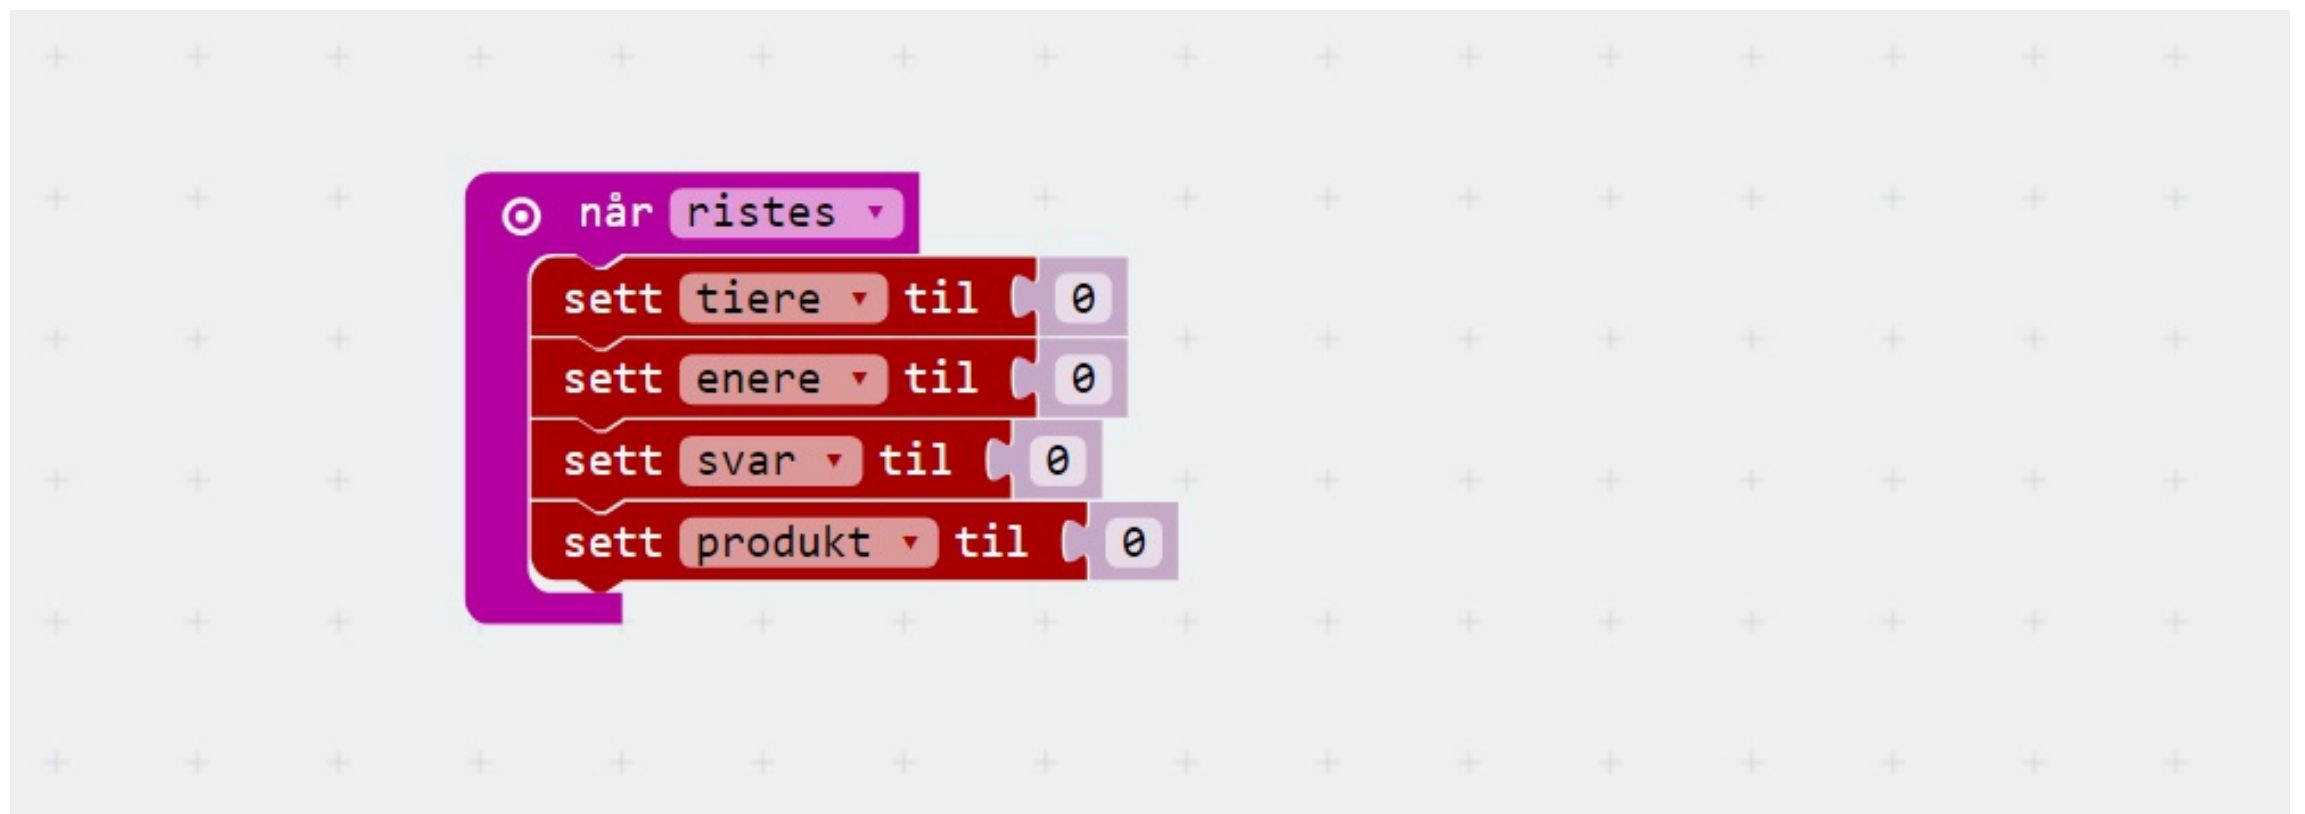 når ristes
sett tiere til 0
sett enere til 0
sett svar til 0
sett produkt til 0